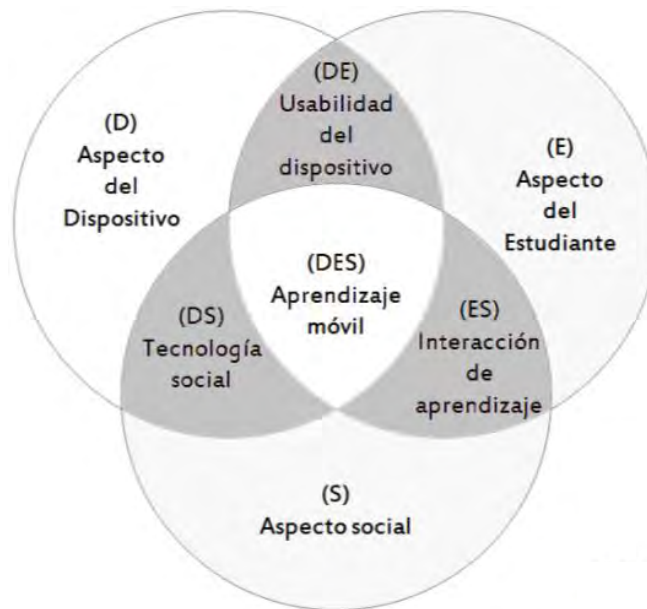 (DE)
Usabilidad
del
dispositivo
(D)
Aspecto
del
Dispositivo
(E)
Aspecto
del
Estudiante
(DES)
Aprendizaje
móvil
(DS)
Tecnología
social
(ES)
Interacción
de
aprendizaje
(S)
Aspecto social